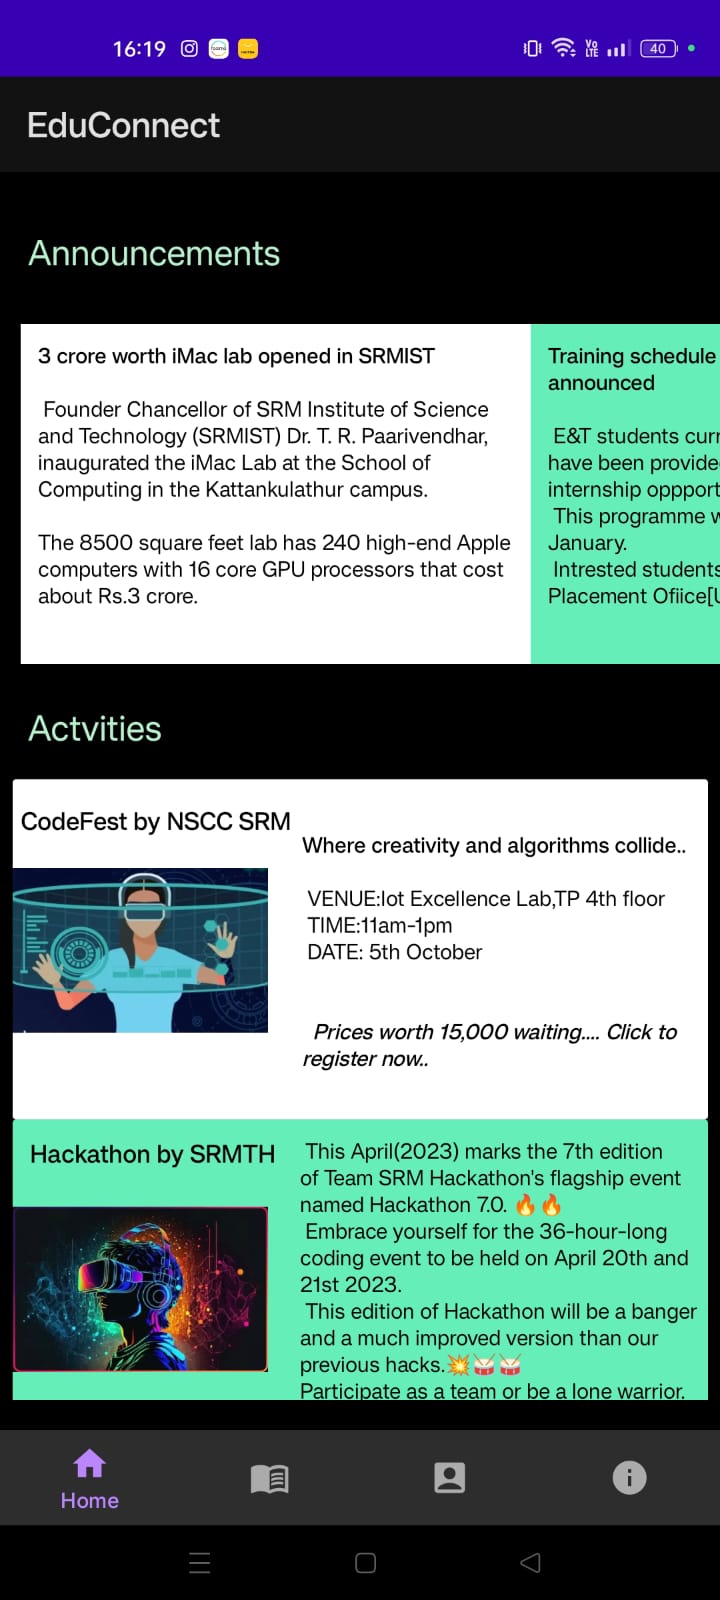 16:19
Vo
LTE
40
EduConnect
Announcements
3 crore worth iMac lab opened in SRMIST
Founder Chancellor of SRM Institute of Science
and Technology (SRMIST) Dr. T. R. Paarivendhar,
inaugurated the iMac Lab at the School of
Computing in the Kattankulathur campus.
The 8500 square feet lab has 240 high-end Apple
computers with 16 core GPU processors that cost
about Rs.3 crore.
Training schedule
announced
E&T students curr
have been provide
internship oppport
This programme w
January.
Intrested students
Placement Ofiice[U
Actvities
CodeFest by NSCC SRM
Where creativity and algorithms collide..
VENUE:Iot Excellence Lab,TP 4th floor
TIME:11am-1pm
DATE: 5th October
Prices worth 15,000 waiting.... Click to
register now..
Hackathon by SRMTH
This April(2023) marks the 7th edition
of Team SRM Hackathon's flagship event
named Hackathon 7.0. 🔥🔥
Embrace yourself for the 36-hour-long
coding event to be held on April 20th and
21st 2023.
This edition of Hackathon will be a banger
and a much improved version than our
previous hacks.💥🥁🥁
Participate as a team or be a lone warrior.
Home